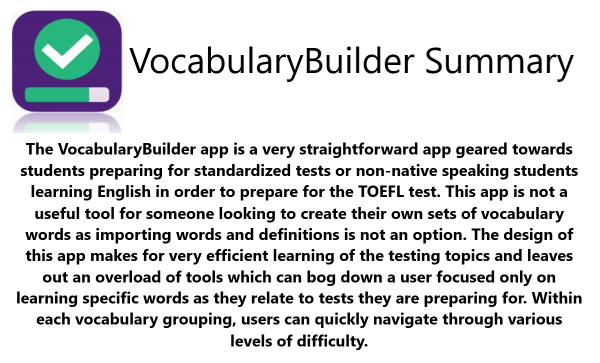 VocabularyBuilder Summary
The VocabularyBuilder app is a very straightforward app geared towards
students preparing for standardized tests or non-native speaking students
learning English in order to prepare for the TOEFL test. This app is not a
useful tool for someone looking to create their own sets of vocabulary
words as importing words and definitions is not an option. The design of
this app makes for very efficient learning of the testing topics and leaves
out an overload of tools which can bog down a user focused only on
learning specific words as they relate to tests they are preparing for. Within
each vocabulary grouping, users can quickly navigate through various
levels of difficulty.